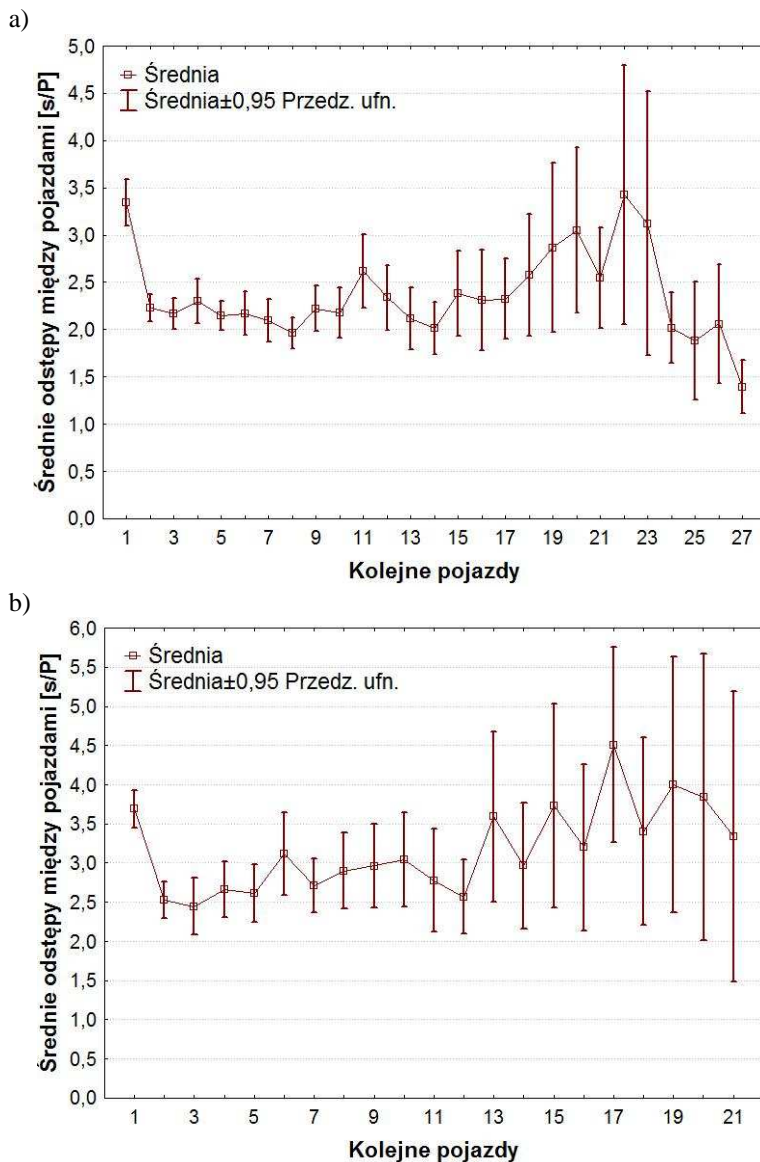 a)
5,0
4,5
4,0
3,5
3,0
2,5
2,0
1,5
1,0
0,5
0,0
Średnie odstępy między pojazdami [s/P]
Średnia
Średnia±0,95 Przedz. ufn.
1 3 5 7 9 11 13 15 17 19 21 23 25 27
Kolejne pojazdy
b)
6,0
5,5
5,0
4,5
4,0
3,5
3,0
2,5
2,0
1,5
1,0
0,5
0,0
Średnie odstępy między pojazdami [s/P]
Średnia
Średnia±0,95 Przedz. ufn.
1 3 5 7 9 11 13 15 17 19 21
Kolejne pojazdy